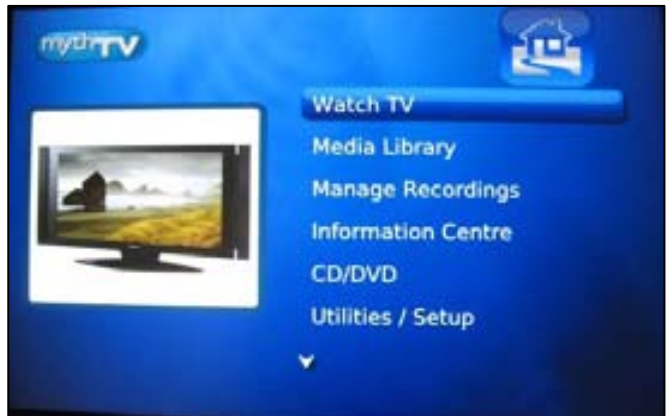 mythTV
Watch TV
Media Library
Manage Recordings
Information Centre
CD/DVD
Utilities / Setup